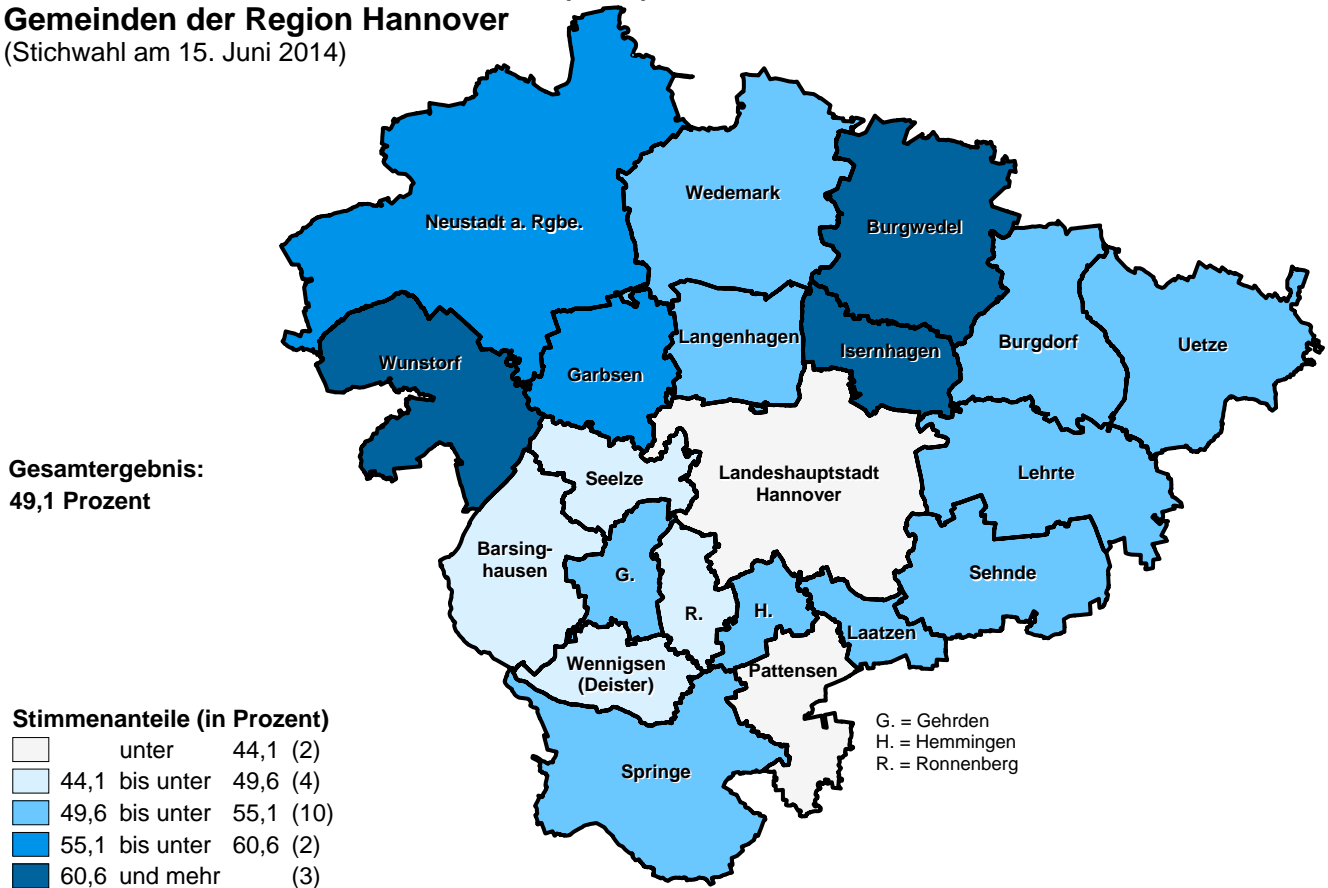 Gemeinden der Region Hannover
(Stichwahl am 15. Juni 2014)
Wedemark
Neustadt a. Rgbe.
Burgwedel
Langenhagen
Isernhagen
Burgdorf
Uetze
Wunstorf
Garbsen
Gesamtergebnis:
49,1 Prozent
Seelze
Landeshauptstadt
Hannover
Lehrte
Barsing-
hausen
G.
Sehnde
R.
H.
Laatzen
Wennigsen
(Deister)
Pattensen
Springe
G. = Gehrden
H. = Hemmingen
R. = Ronnenberg
Stimmenanteile (in Prozent)
unter 44,1 (2)
44,1 bis unter 49,6 (4)
49,6 bis unter 55,1 (10)
55,1 bis unter 60,6 (2)
60,6 und mehr (3)